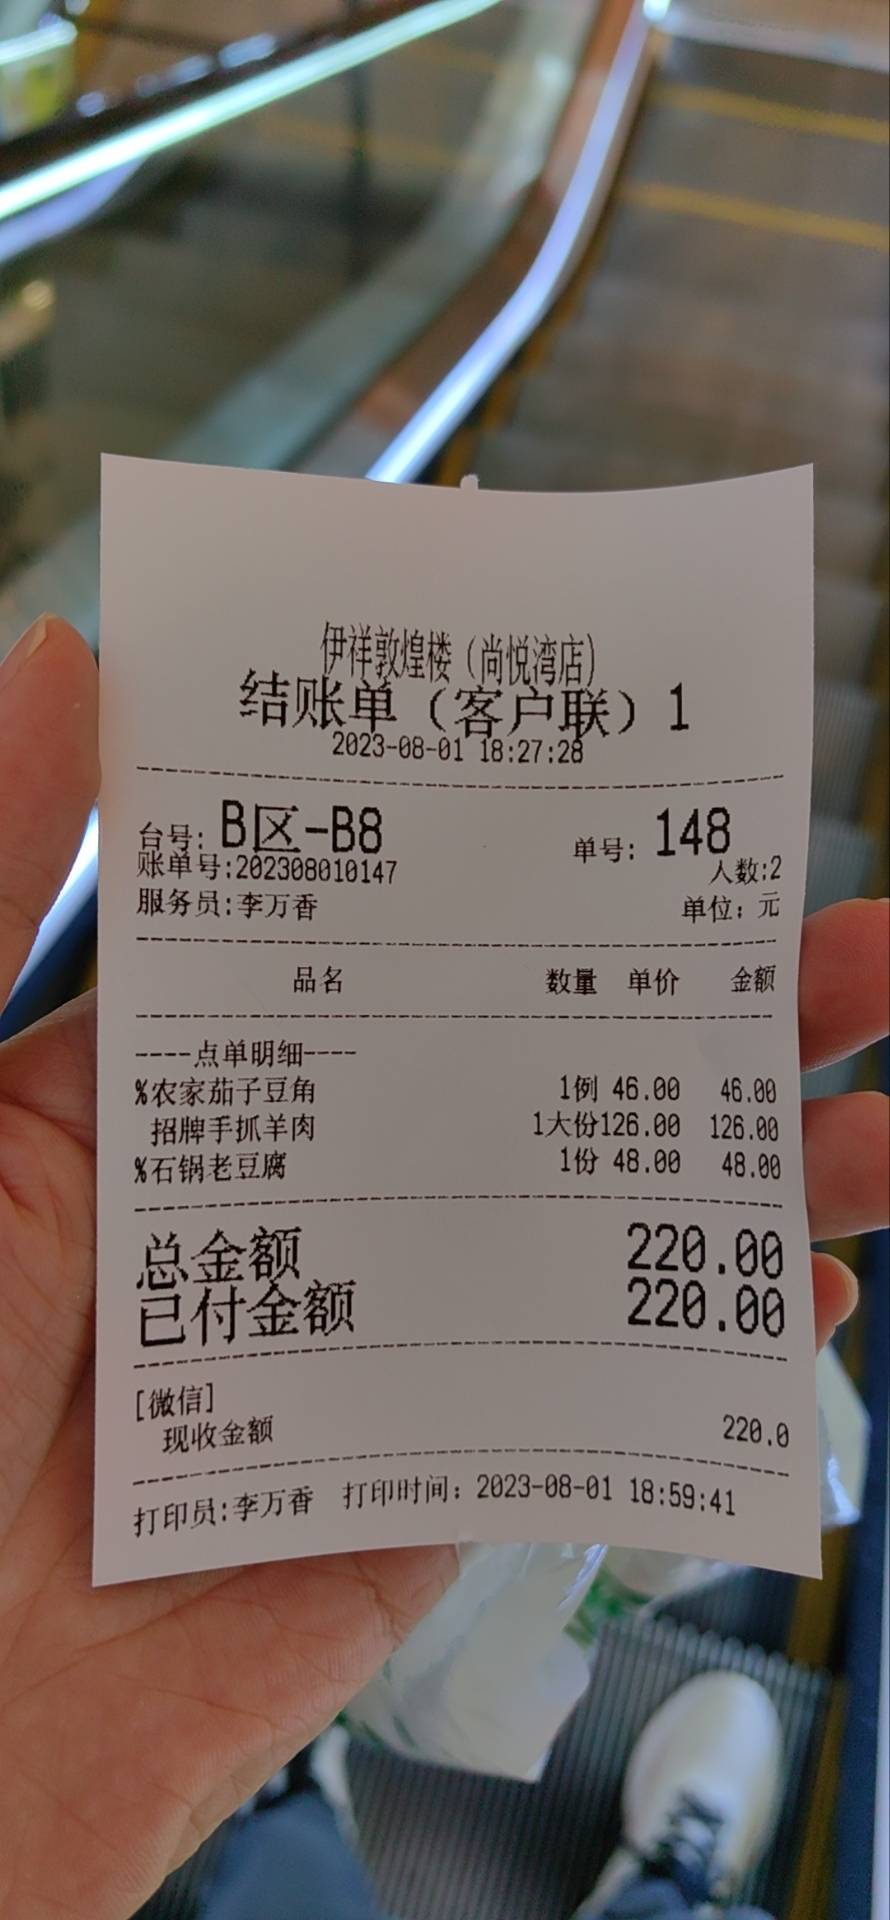 伊祥敦煌楼（尚悦湾店）
结账单（客户联）1
2023-08-01 18:27:28
台号: B区-B8 单号: 148
账单号:202308010147 人数:2
服务员:李万香 单位: 元
品名 数量 单价 金额
----点单明细----
%农家茄子豆角 1例 46.00 46.00
招牌手抓羊肉 1大份126.00 126.00
%石锅老豆腐 1份 48.00 48.00
总金额 220.00
已付金额 220.00
[微信]
现收金额 220.0
打印员:李万香 打印时间: 2023-08-01 18:59:41